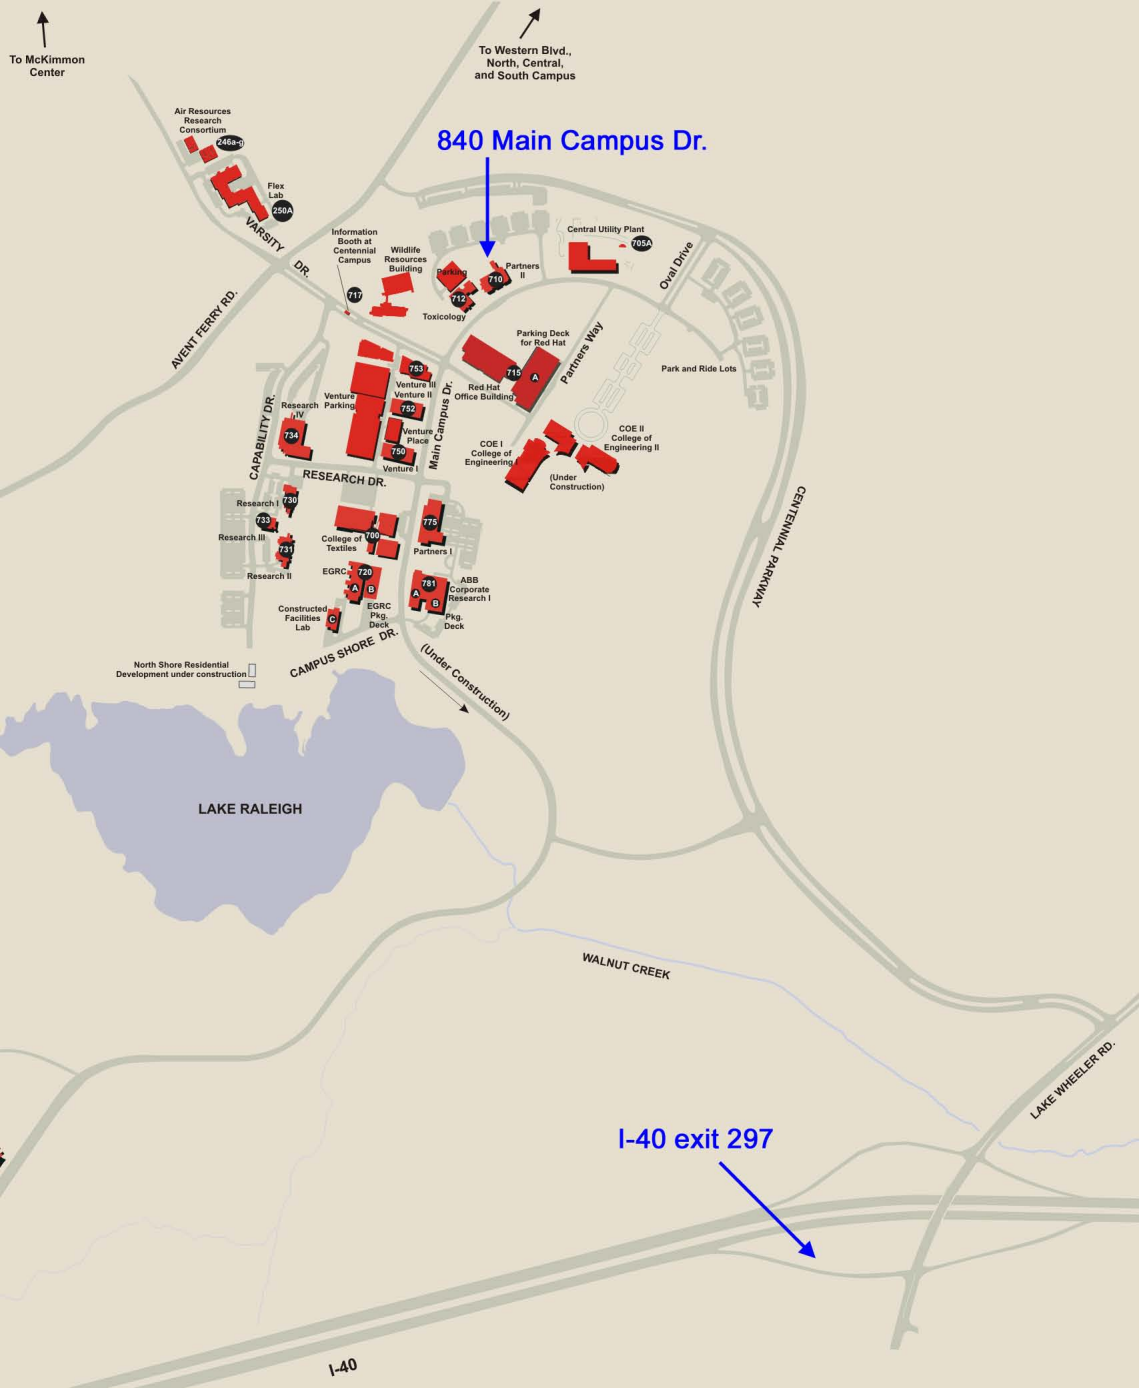 To McKimmon
Center
To Western Blvd.,
North, Central,
and South Campus
840 Main Campus Dr.
Air Resources
Research
Consortium
246a-g
Flex
Lab
250A
VARSITY
DR.
Information
Booth at
Centennial
Campus
717
Wildlife
Resources
Building
Parking
712
Toxicology
710
Partners
II
Central Utility Plant
705A
Oval Drive
AVENT FERRY RD.
Parking Deck
for Red Hat
A
715
Red Hat
Office Building
Partners Way
Park and Ride Lots
753
Venture III
Venture II
752
Venture
Parking
Venture
Place
750
Venture I
Main Campus Dr.
Research
IV
734
CAPABILITY DR.
RESEARCH DR.
COE I
College of
Engineering
COE II
College of
Engineering II
(Under
Construction)
Research I
730
733
Research III
731
Research II
College of
Textiles
700
775
Partners I
EGRC
720
A
B
EGRC
Pkg.
Deck
781
A
B
ABB
Corporate
Research I
Pkg.
Deck
Constructed
Facilities
Lab
C
CAMPUS SHORE DR.
(Under Construction)
CENTENNIAL PARKWAY
North Shore Residential
Development under construction
LAKE RALEIGH
WALNUT CREEK
LAKE WHEELER RD.
I-40 exit 297
I-40